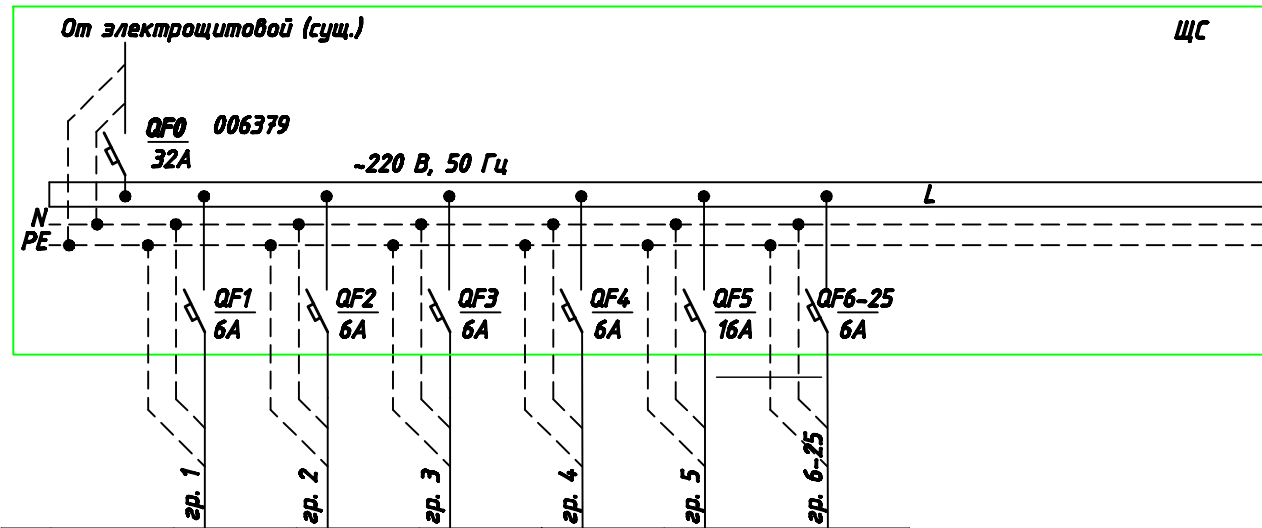 От электрощитовой (сущ.)
ЩС
QF0 006379
32А
~220 В, 50 Гц
L
N
PE
QF1
6А
QF2
6А
QF3
6А
QF4
6А
QF5
16А
QF6-25
6А
гр. 1
гр. 2
гр. 3
гр. 4
гр. 5
гр. 6-25